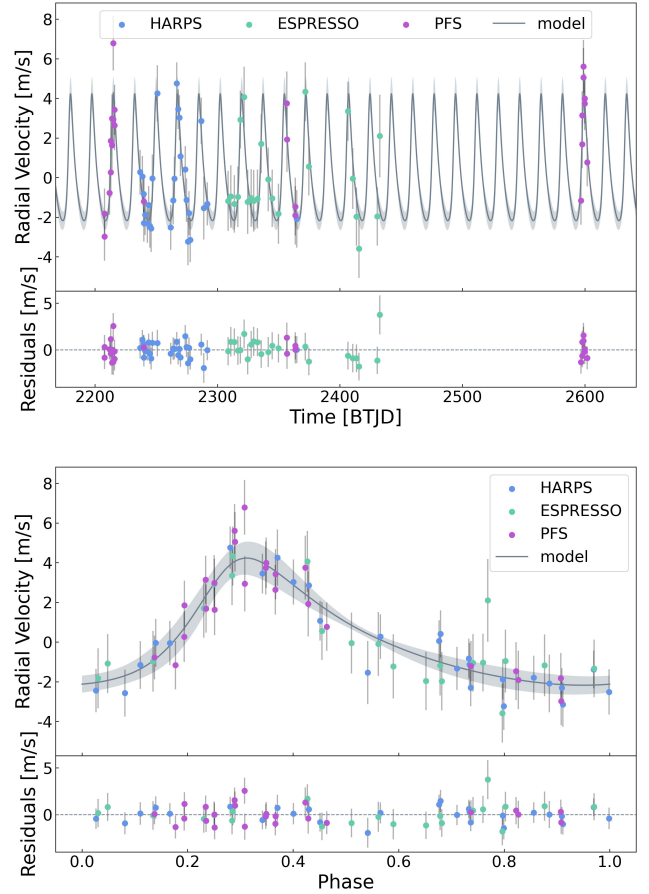 HARPS ESPRESSO PFS model
8
6
4
2
0
−2
−4
Radial Velocity [m/s]
5
0
Residuals [m/s]
2200 2300 2400 2500 2600
Time [BTJD]
HARPS
ESPRESSO
PFS
model
8
6
4
2
0
−2
−4
Radial Velocity [m/s]
5
0
Residuals [m/s]
0.0 0.2 0.4 0.6 0.8 1.0
Phase